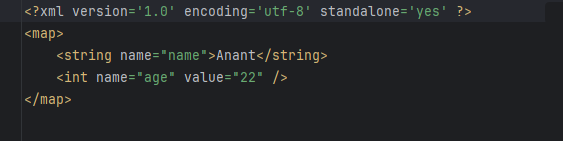 <?xml version='1.0' encoding='utf-8' standalone='yes' ?>
<map>
    <string name="name">Anant</string>
    <int name="age" value="22" />
</map>